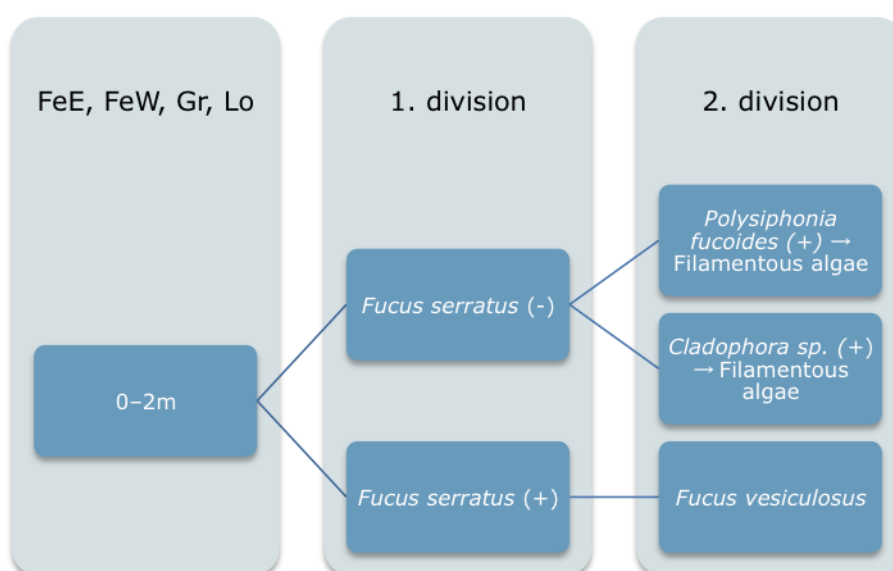 FeE, FeW, Gr, Lo
1. division
2. division
Polysiphonia
fucoides (+) →
Filamentous algae
Fucus serratus (-)
Cladophora sp. (+)
→ Filamentous
algae
0–2m
Fucus serratus (+)
Fucus vesiculosus